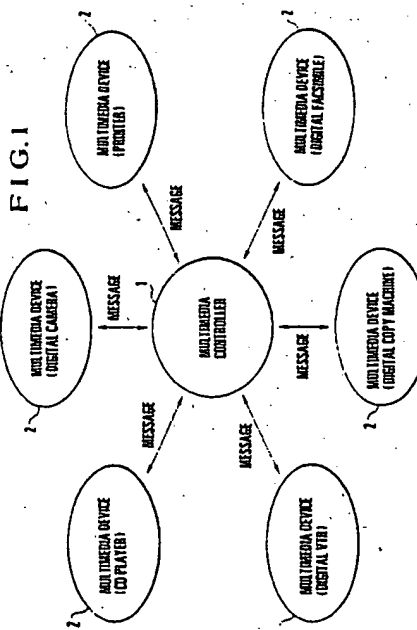 FIG.1
2
MULTIMEDIA DEVICE
(DIGITAL CAMERA)
2
MULTIMEDIA DEVICE
(CD PLAYER)
2
MULTIMEDIA DEVICE
(PRINTER)
MESSAGE
MESSAGE
MESSAGE
1
MULTIMEDIA
CONTROLLER
MESSAGE
MESSAGE
MESSAGE
MULTIMEDIA DEVICE
(DIGITAL VTR)
2
MULTIMEDIA DEVICE
(DIGITAL COPY MACHINE)
2
MULTIMEDIA DEVICE
(DIGITAL FACSIMILE)